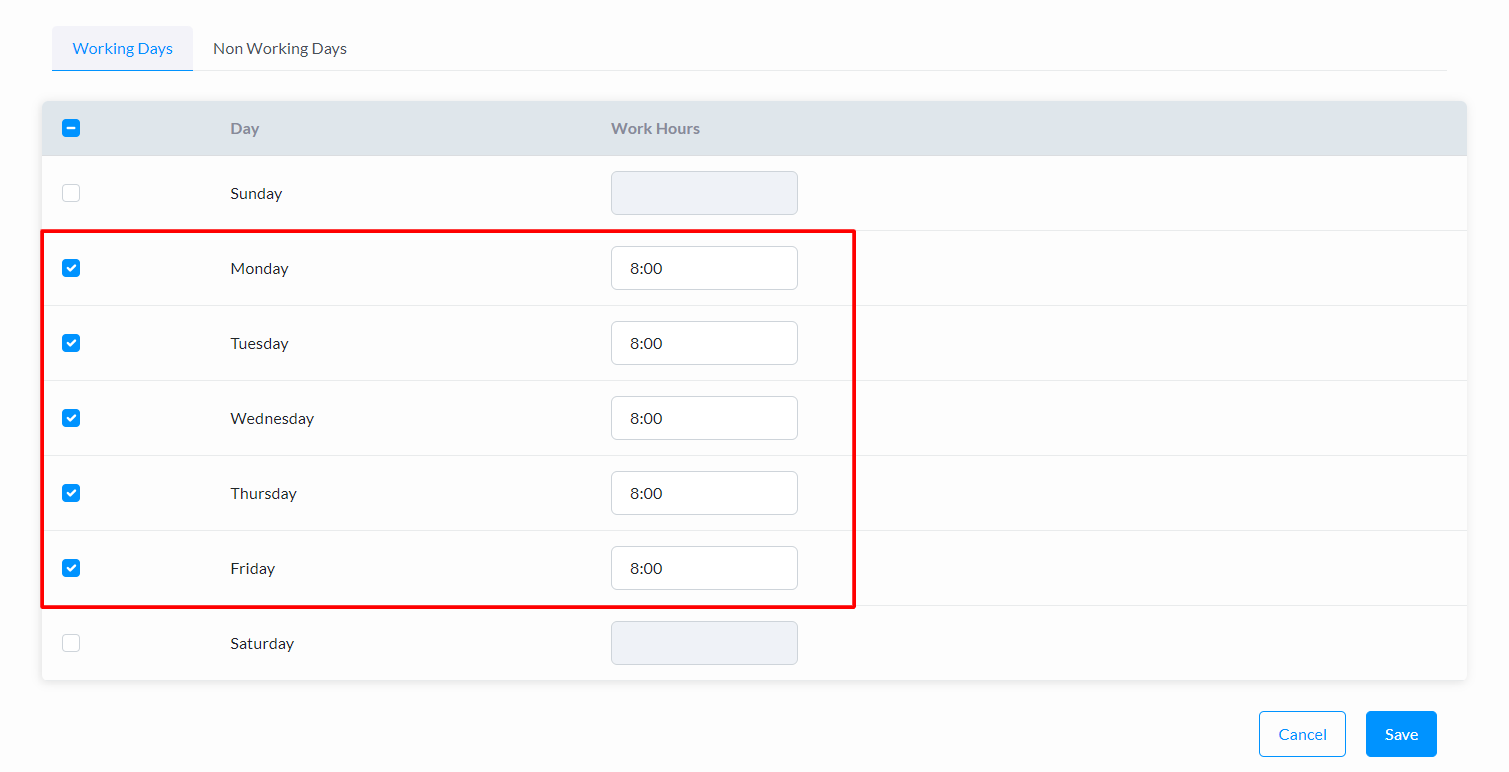 Working Days Non Working Days
Day Work Hours
Sunday
Monday 8:00
Tuesday 8:00
Wednesday 8:00
Thursday 8:00
Friday 8:00
Saturday
Cancel Save